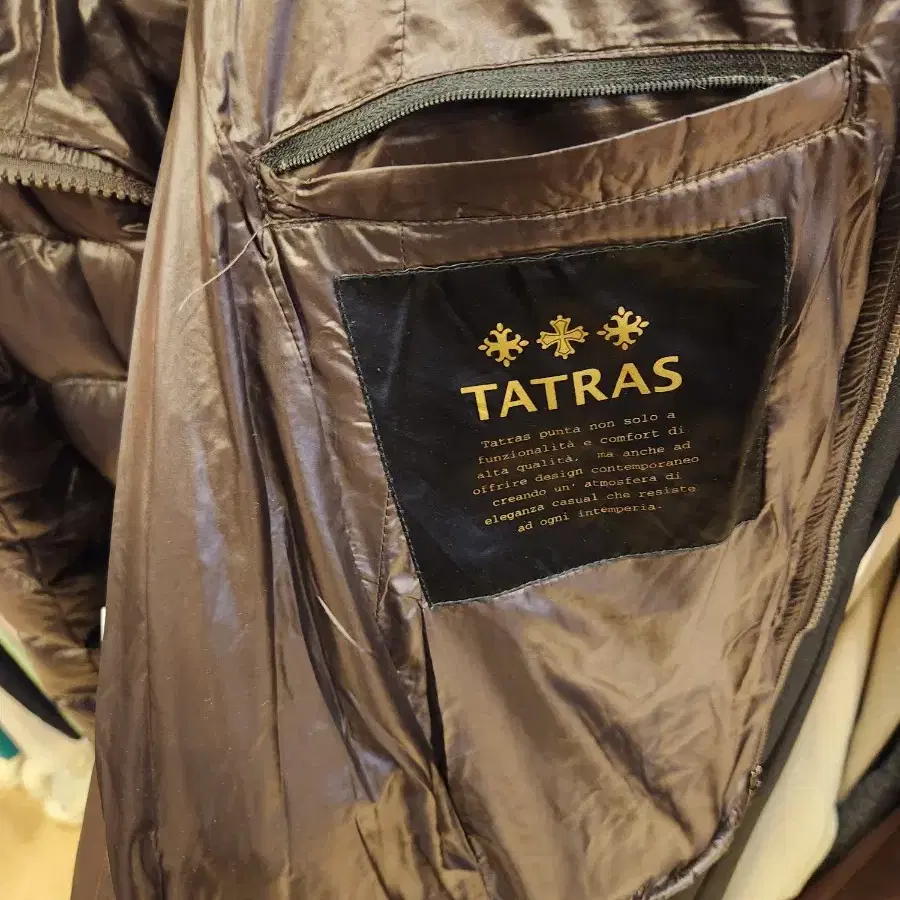 TATRAS
Tatras punta non solo a
funzionalità e comfort di
alta qualità, ma anche ad
offrire design contemporaneo
creando un' atmosfera di
eleganza casual che resiste
ad ogni intemperia.